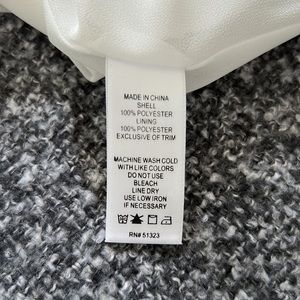 MADE IN CHINA
SHELL
100% POLYESTER
LINING
100% POLYESTER
EXCLUSIVE OF TRIM
MACHINE WASH COLD
WITH LIKE COLORS
DO NOT USE
BLEACH
LINE DRY
USE LOW IRON
IF NECESSARY
RN# 51323